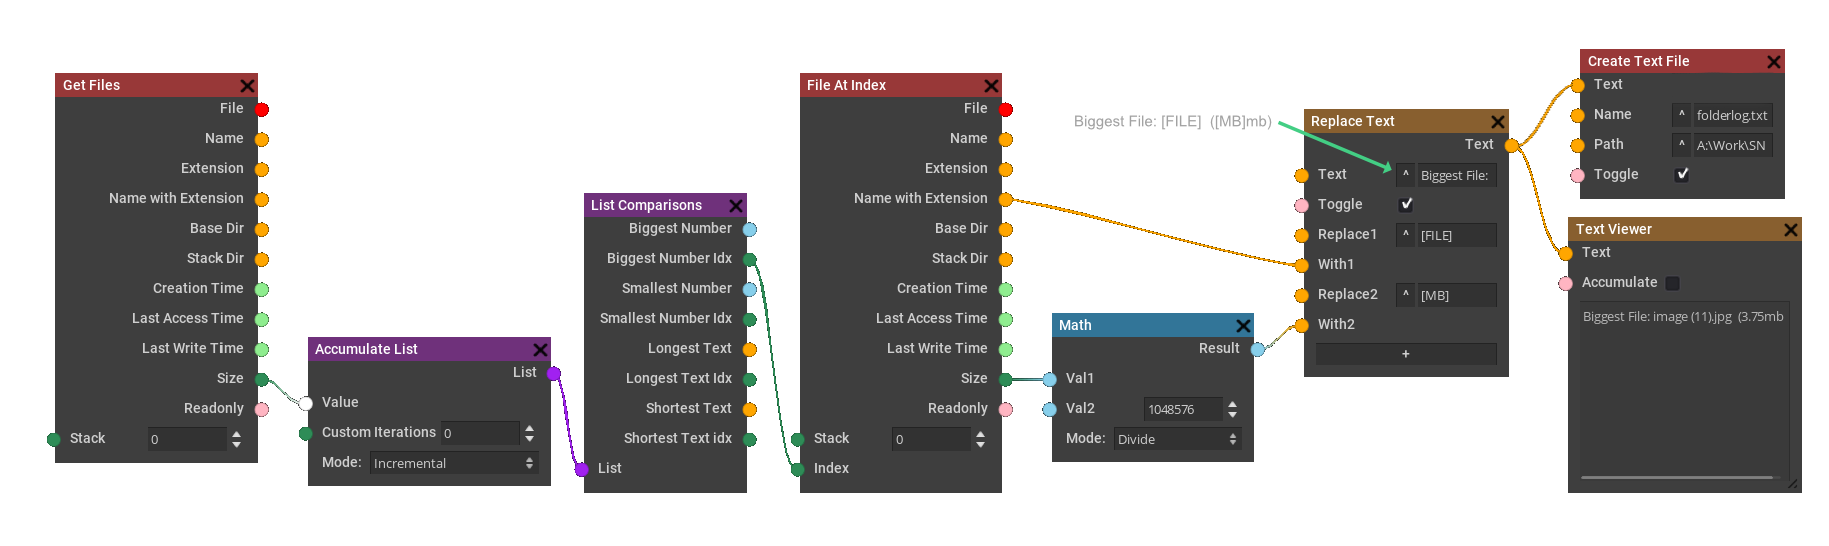 Get Files
File
Name
Extension
Name with Extension
Base Dir
Stack Dir
Creation Time
Last Access Time
Last Write Time
Size
Readonly
Stack 0
Accumulate List
List
Value
Custom Iterations 0
Mode: Incremental
List Comparisons
Biggest Number
Biggest Number Idx
Smallest Number
Smallest Number Idx
Longest Text
Longest Text Idx
Shortest Text
Shortest Text idx
List
File At Index
File
Name
Extension
Name with Extension
Base Dir
Stack Dir
Creation Time
Last Access Time
Last Write Time
Size
Readonly
Stack 0
Index
Math
Result
Val1
Val2 1048576
Mode: Divide
Biggest File: [FILE] ([MB]mb)
Replace Text
Text
Text ^ Biggest File:
Toggle
Replace1 ^ [FILE]
With1
Replace2 ^ [MB]
With2
+
Create Text File
Text
Name ^ folderlog.txt
Path ^ A:\Work\SN
Toggle
Text Viewer
Text
Accumulate
Biggest File: image (11).jpg (3.75mb